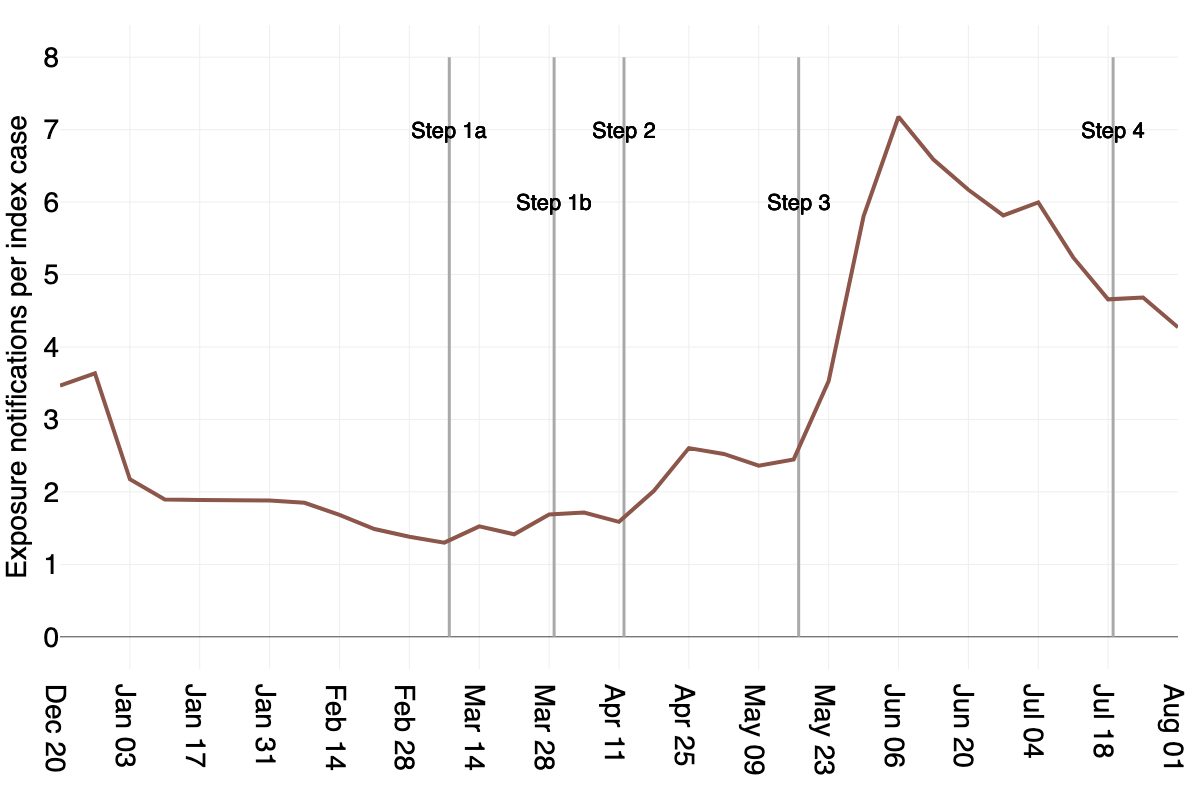 Exposure notifications per index case
8
7
6
5
4
3
2
1
0
Step 1a
Step 1b
Step 2
Step 3
Step 4
Dec 20
Jan 03
Jan 17
Jan 31
Feb 14
Feb 28
Mar 14
Mar 28
Apr 11
Apr 25
May 09
May 23
Jun 06
Jun 20
Jul 04
Jul 18
Aug 01